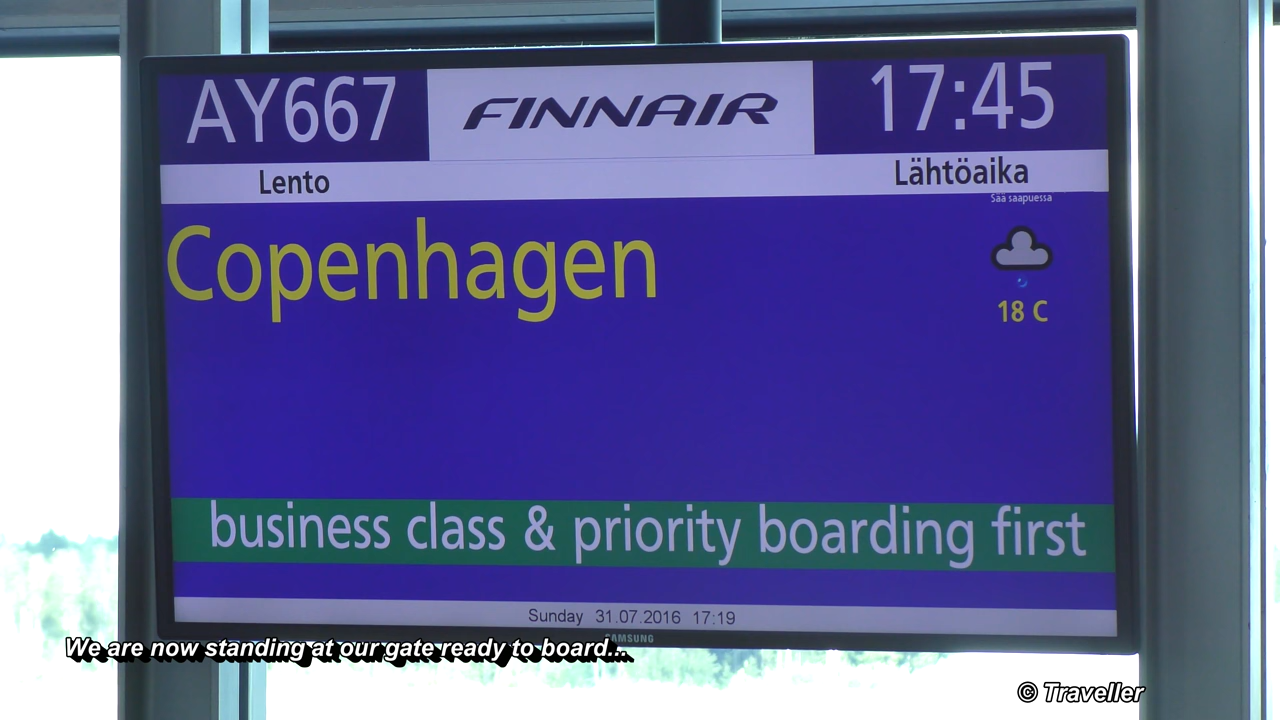 AY667 FINNAIR 17:45
Lento Lähtöaika
Sää saapuessa
Copenhagen
18 C
business class & priority boarding first
Sunday 31.07.2016 17:19
SAMSUNG
We are now standing at our gate ready to board...
© Traveller